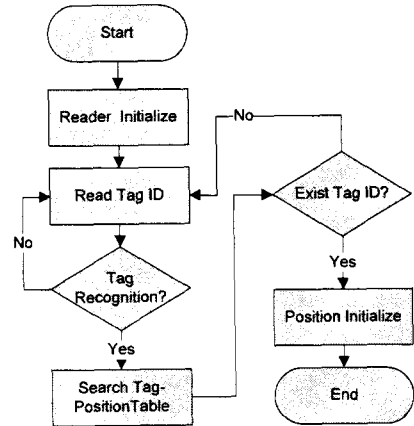 Start
Reader Initialize
Read Tag ID
No
Tag
Recognition?
Yes
Search Tag-
PositionTable
No
Exist Tag ID?
Yes
Position Initialize
End